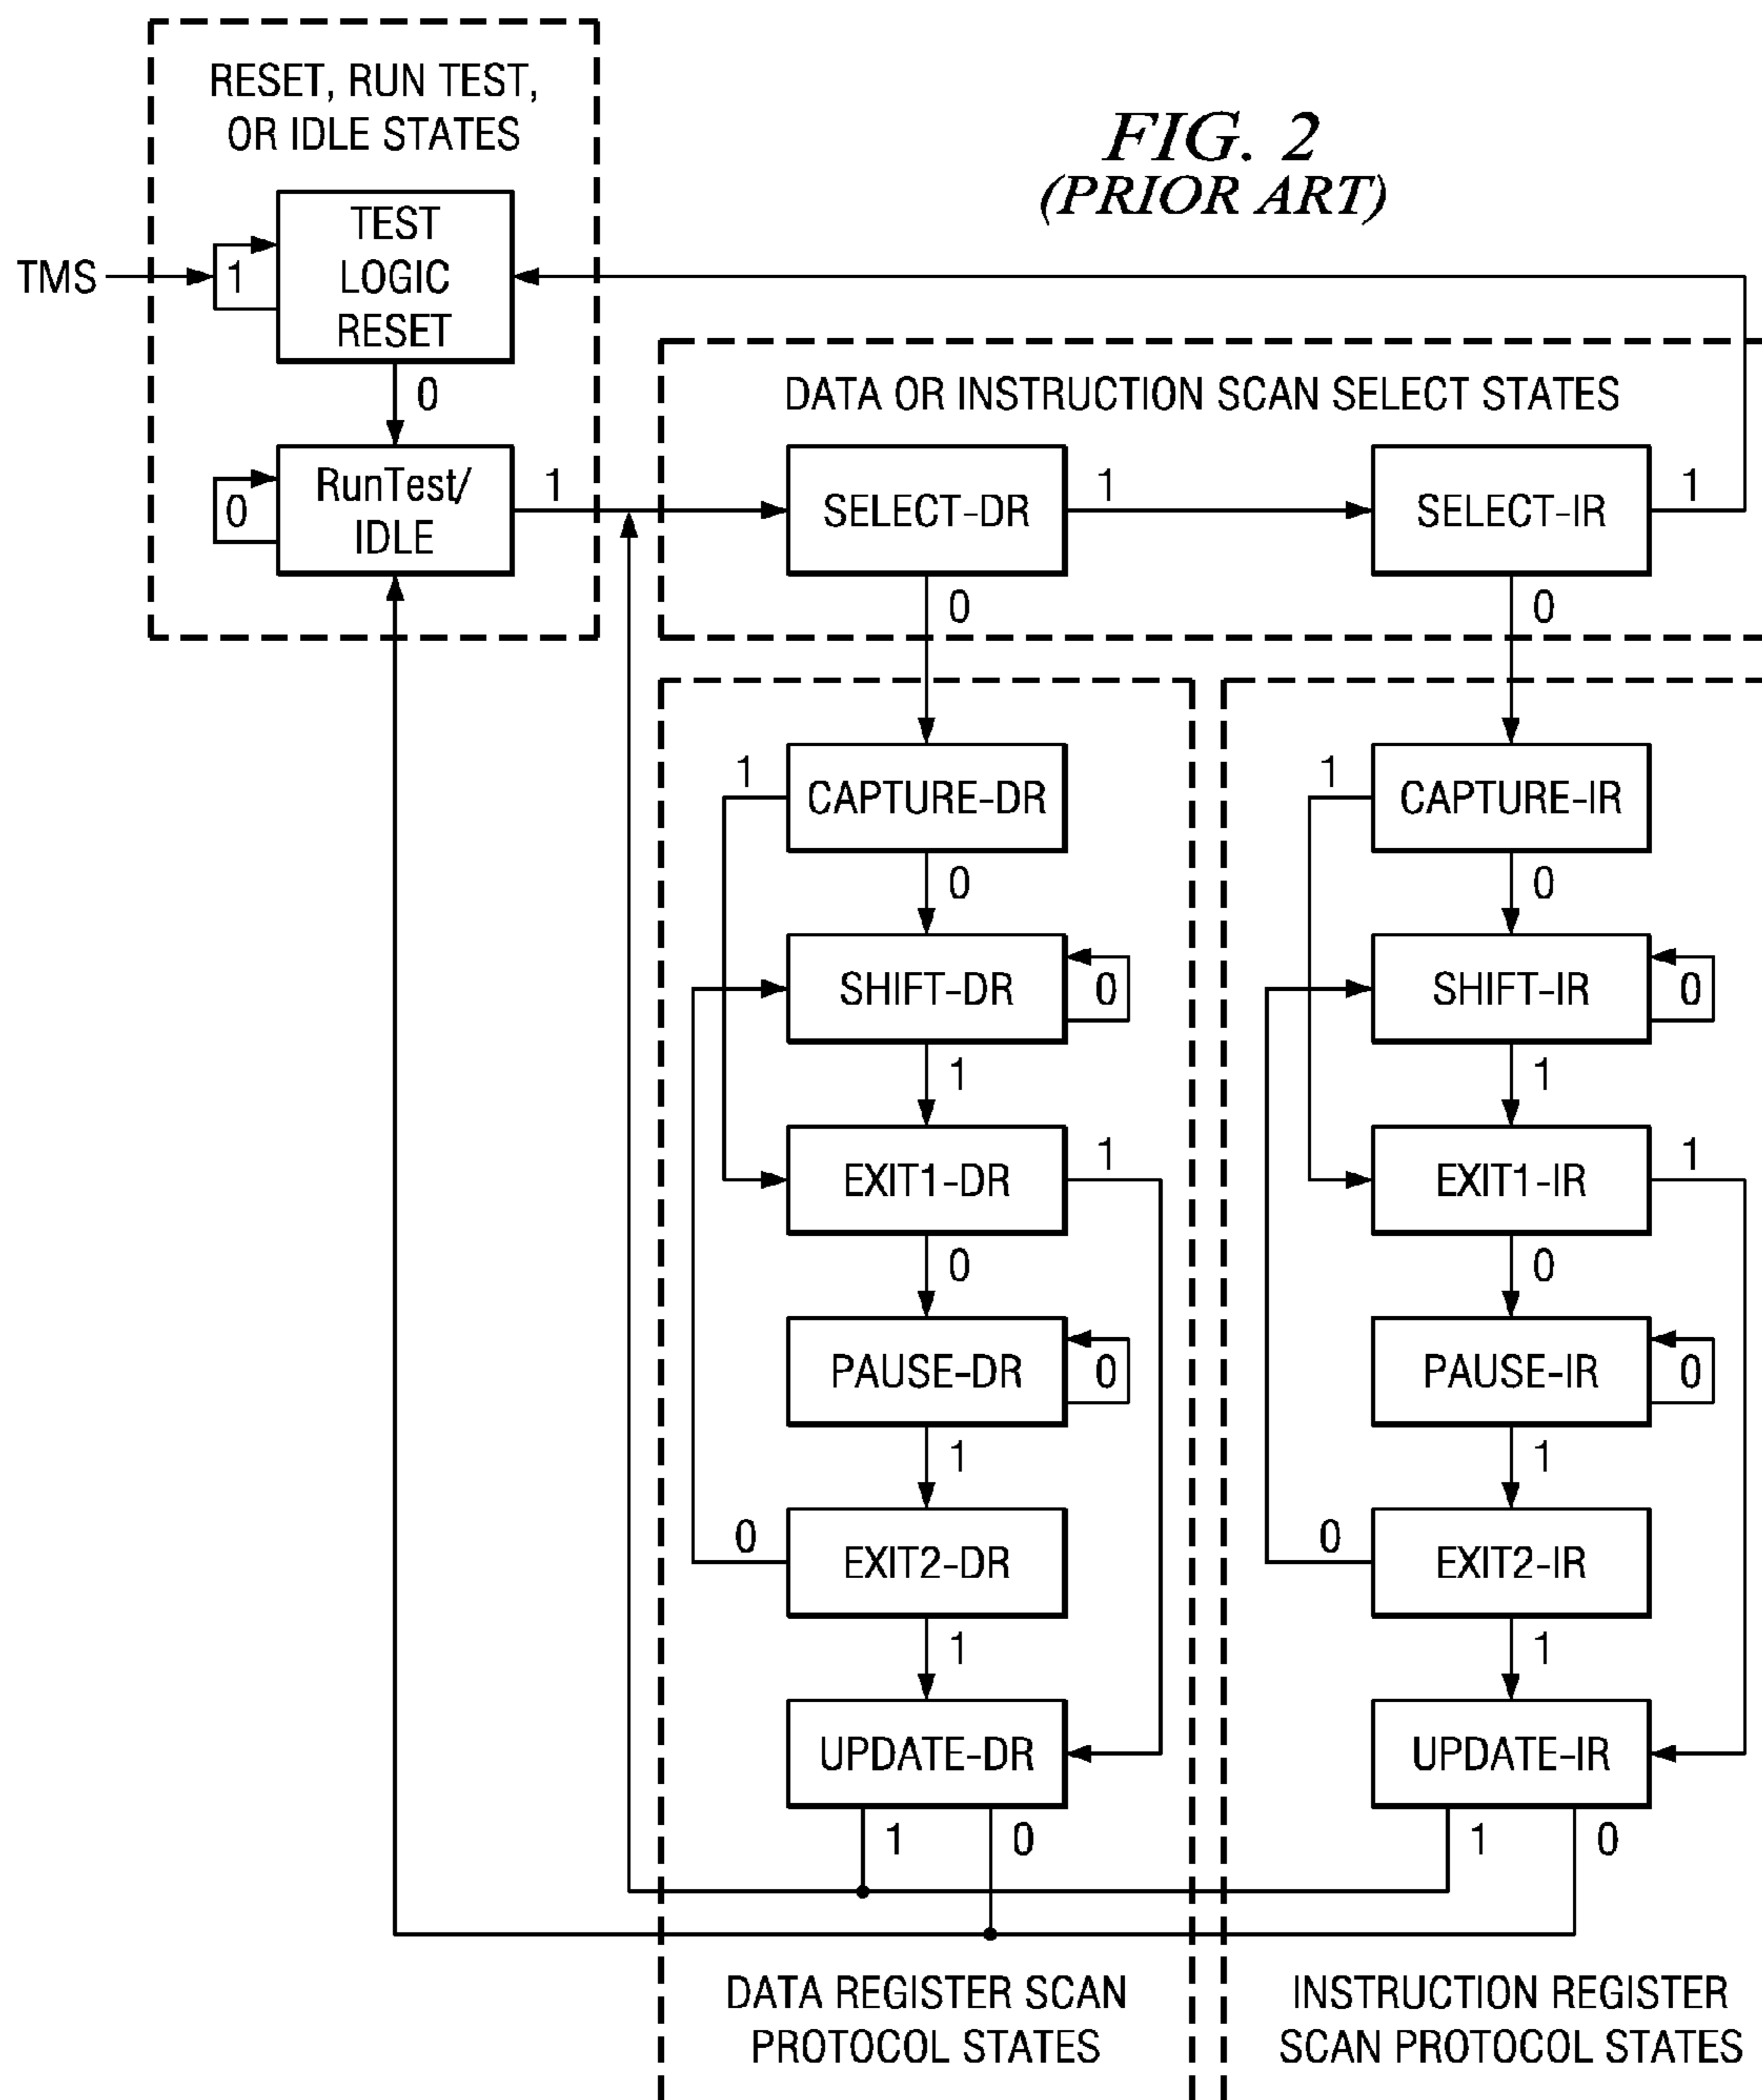 RESET, RUN TEST,
OR IDLE STATES
FIG. 2
(PRIOR ART)
TEST
LOGIC
RESET
TMS
1
0
RunTest/
IDLE
0
1
DATA OR INSTRUCTION SCAN SELECT STATES
SELECT-DR
1
SELECT-IR
1
0
0
CAPTURE-DR
1
0
SHIFT-DR
0
1
EXIT1-DR
1
0
PAUSE-DR
0
1
EXIT2-DR
0
1
UPDATE-DR
1
0
DATA REGISTER SCAN
PROTOCOL STATES
CAPTURE-IR
1
0
SHIFT-IR
0
1
EXIT1-IR
1
0
PAUSE-IR
0
1
EXIT2-IR
0
1
UPDATE-IR
1
0
INSTRUCTION REGISTER
SCAN PROTOCOL STATES